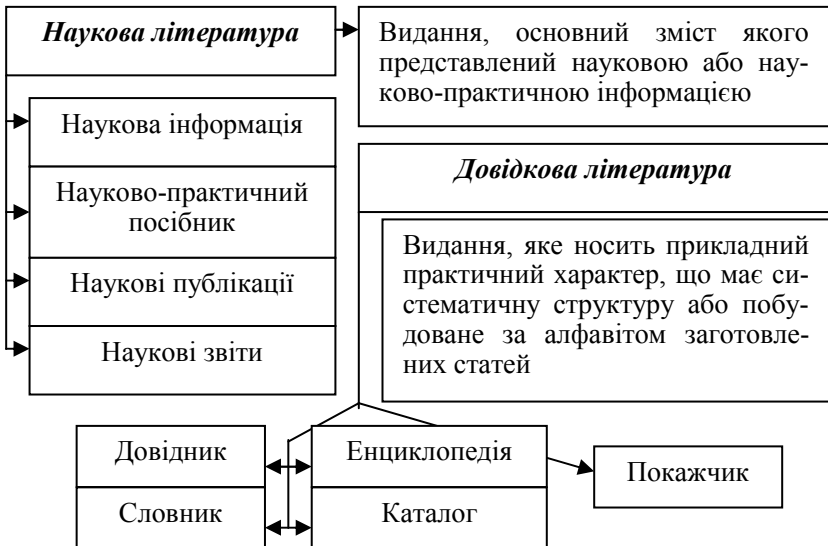 Наукова література
Видання, основний зміст якого
представлений науковою або нау-
ково-практичною інформацією
Наукова інформація
Науково-практичний
посібник
Наукові публікації
Наукові звіти
Довідкова література
Видання, яке носить прикладний
практичний характер, що має си-
стематичну структуру або побу-
доване за алфавітом заготовле-
них статей
Довідник
Енциклопедія
Покажчик
Словник
Каталог